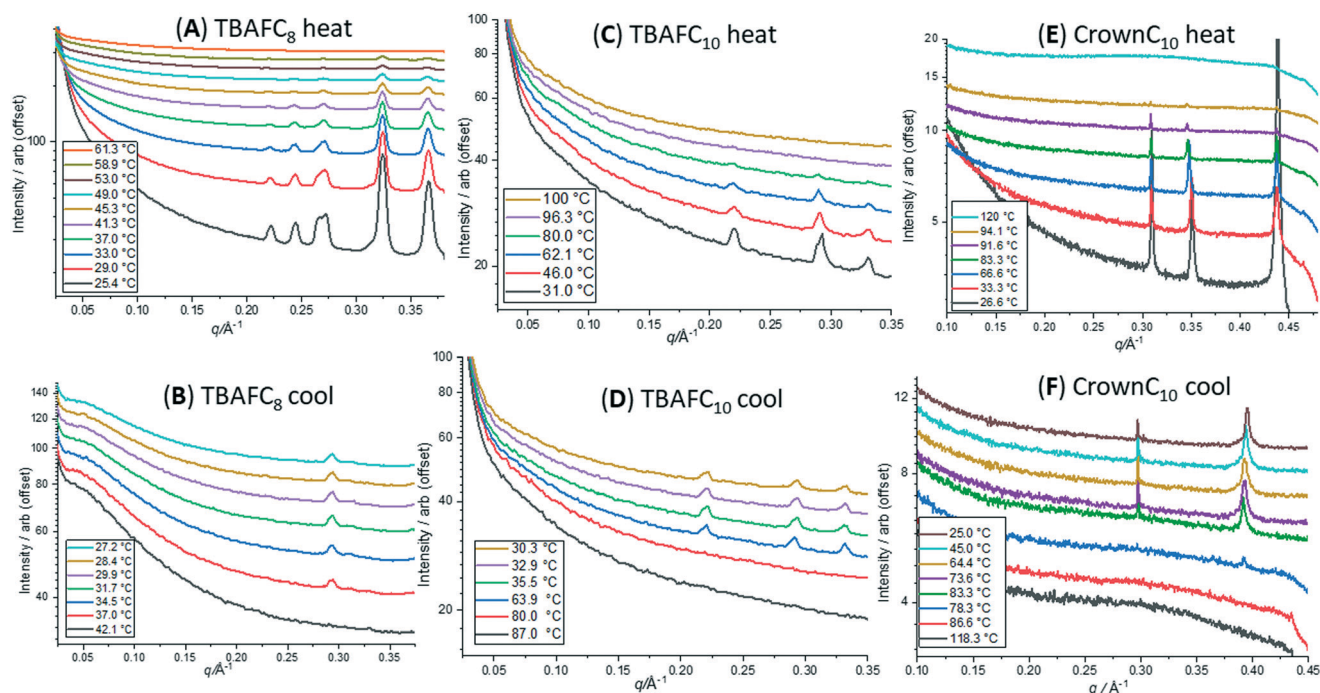 (A) TBAFC8 heat
Intensity / arb (offset)
100
61.3 °C
58.9 °C
53.0 °C
49.0 °C
45.3 °C
41.3 °C
37.0 °C
33.0 °C
29.0 °C
25.4 °C
0.05 0.10 0.15 0.20 0.25 0.30 0.35
q/Å-1
(C) TBAFC10 heat
Intensity / arb (offset)
100
80
60
40
20
100 °C
96.3 °C
80.0 °C
62.1 °C
46.0 °C
31.0 °C
0.05 0.10 0.15 0.20 0.25 0.30 0.35
q/Å-1
(E) CrownC10 heat
Intensity / arb (offset)
20
15
10
5
120 °C
94.1 °C
91.6 °C
83.3 °C
66.6 °C
33.3 °C
26.6 °C
0.10 0.15 0.20 0.25 0.30 0.35 0.40 0.45
q/Å-1
(B) TBAFC8 cool
Intensity / arb (offset)
140
120
100
80
60
40
27.2 °C
28.4 °C
29.9 °C
31.7 °C
34.5 °C
37.0 °C
42.1 °C
0.05 0.10 0.15 0.20 0.25 0.30 0.35
q/Å-1
(D) TBAFC10 cool
Intensity / arb (offset)
100
80
60
40
20
30.3 °C
32.9 °C
35.5 °C
63.9 °C
80.0 °C
87.0 °C
0.05 0.10 0.15 0.20 0.25 0.30 0.35
q/Å-1
(F) CrownC10 cool
Intensity / arb (offset)
12
8
4
25.0 °C
45.0 °C
64.4 °C
73.6 °C
83.3 °C
78.3 °C
86.6 °C
118.3 °C
0.10 0.15 0.20 0.25 0.30 0.35 0.40 0.45
q / Å-1